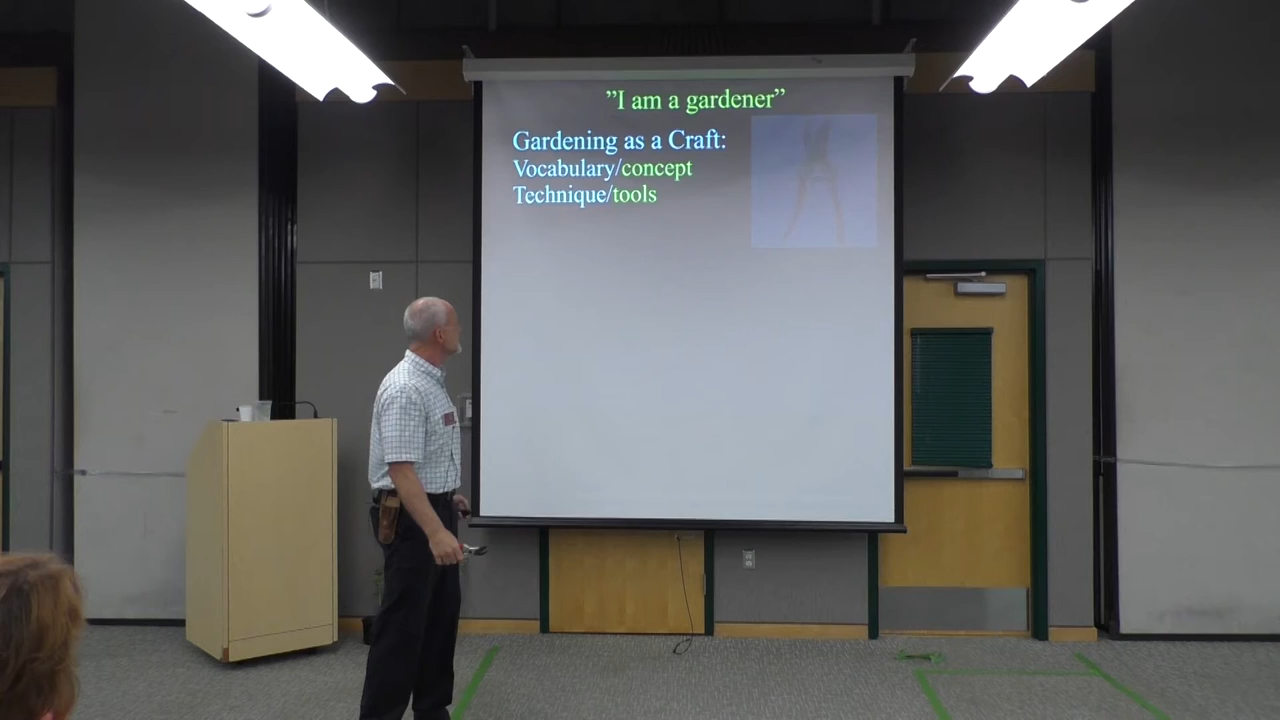 ”I am a gardener”
Gardening as a Craft:
Vocabulary/concept
Technique/tools